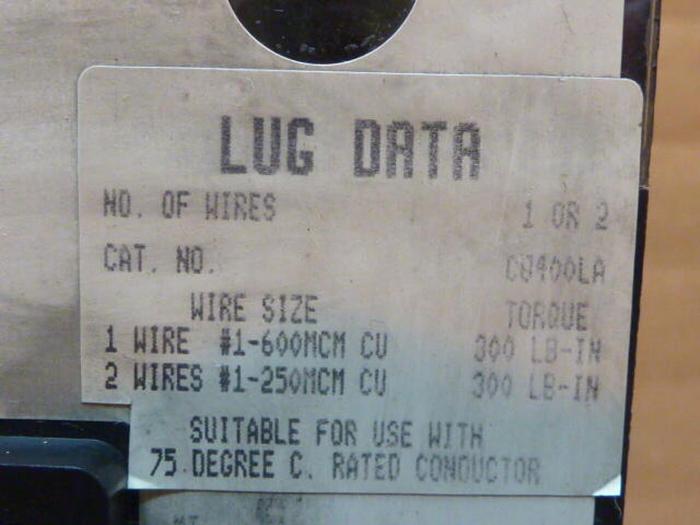 LUG DATA
NO. OF WIRES 1 OR 2
CAT. NO. CU400LA
WIRE SIZE TORQUE
1 WIRE #1-600MCM CU 300 LB-IN
2 WIRES #1-250MCM CU 300 LB-IN
SUITABLE FOR USE WITH
75 DEGREE C. RATED CONDUCTOR